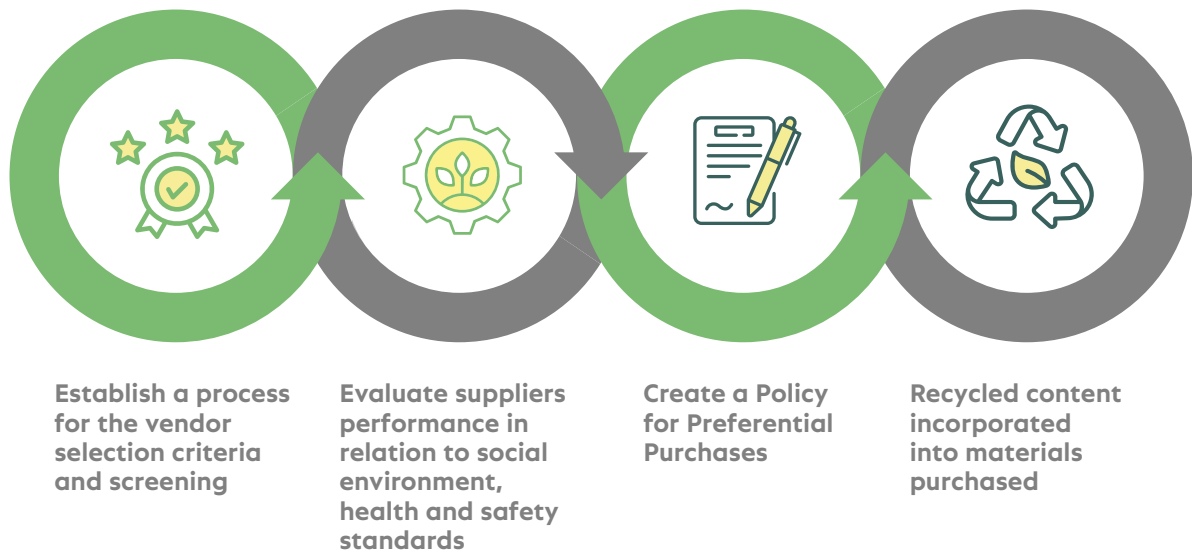 Establish a process
for the vendor
selection criteria
and screening
Evaluate suppliers
performance in
relation to social
environment,
health and safety
standards
Create a Policy
for Preferential
Purchases
Recycled content
incorporated
into materials
purchased